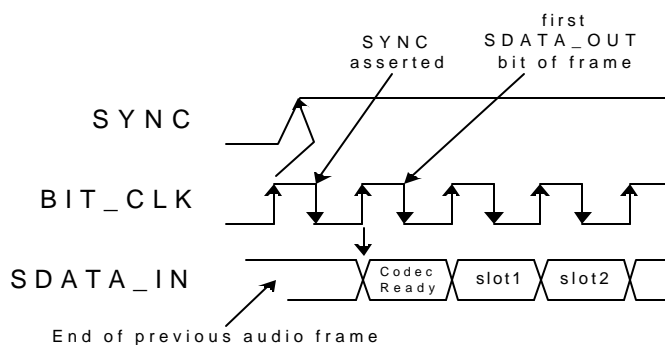 first
SYNC
asserted
SDATA_OUT
bit of frame
SYNC
BIT_CLK
SDATA_IN
Codec
Ready
slot1
slot2
End of previous audio frame